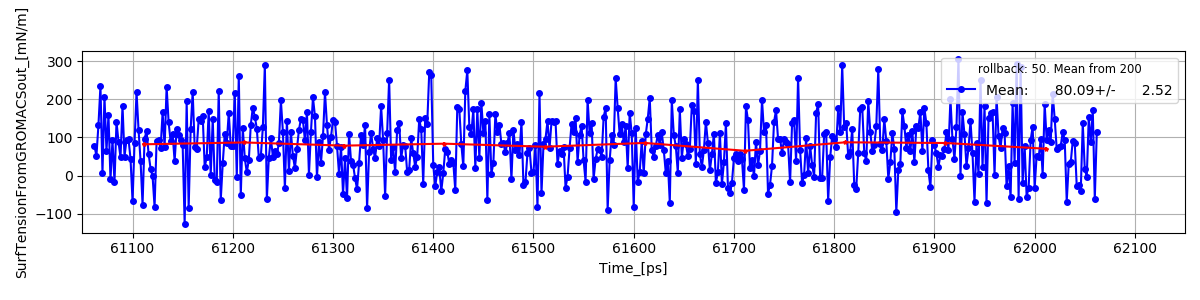 SurfTensionFromGROMACSout_[mN/m]
300
200
100
0
−100
rollback: 50. Mean from 200
Mean: 80.09+/- 2.52
61100 61200 61300 61400 61500 61600 61700 61800 61900 62000 62100
Time_[ps]